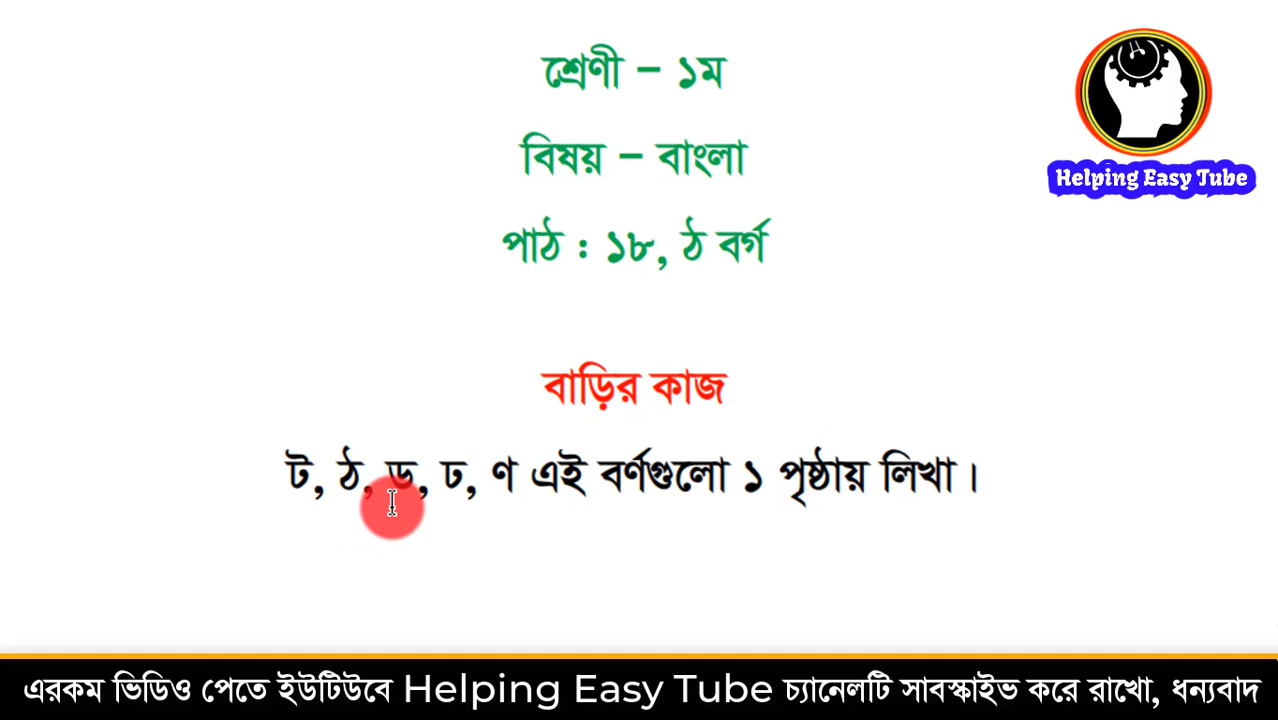 শ্রেণী – ১ম
Helping Easy Tube
বিষয় – বাংলা
পাঠ : ১৮, ঠ বর্গ
বাড়ির কাজ
ট, ঠ, ড, ঢ, ণ এই বর্ণগুলো ১ পৃষ্ঠায় লিখা।
এরকম ভিডিও পেতে ইউটিউবে Helping Easy Tube চ্যানেলটি সাবস্কাইভ করে রাখো, ধন্যবাদ